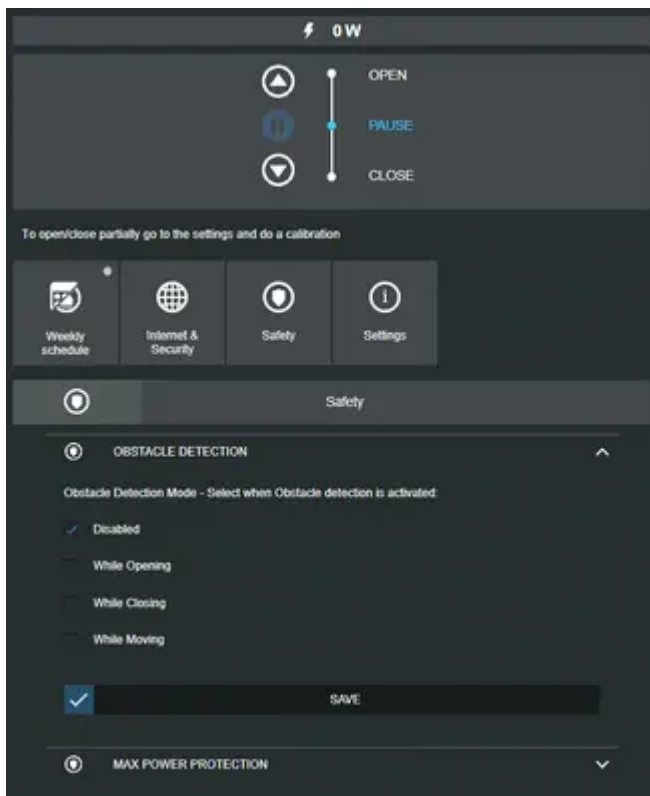 0 W
OPEN
PAUSE
CLOSE
To open/close partially go to the settings and do a calibration
Weekly
schedule
Internet &
Security
Safety
Settings
Safety
OBSTACLE DETECTION
Obstacle Detection Mode - Select when Obstacle detection is activated:
Disabled
While Opening
While Closing
While Moving
SAVE
MAX POWER PROTECTION